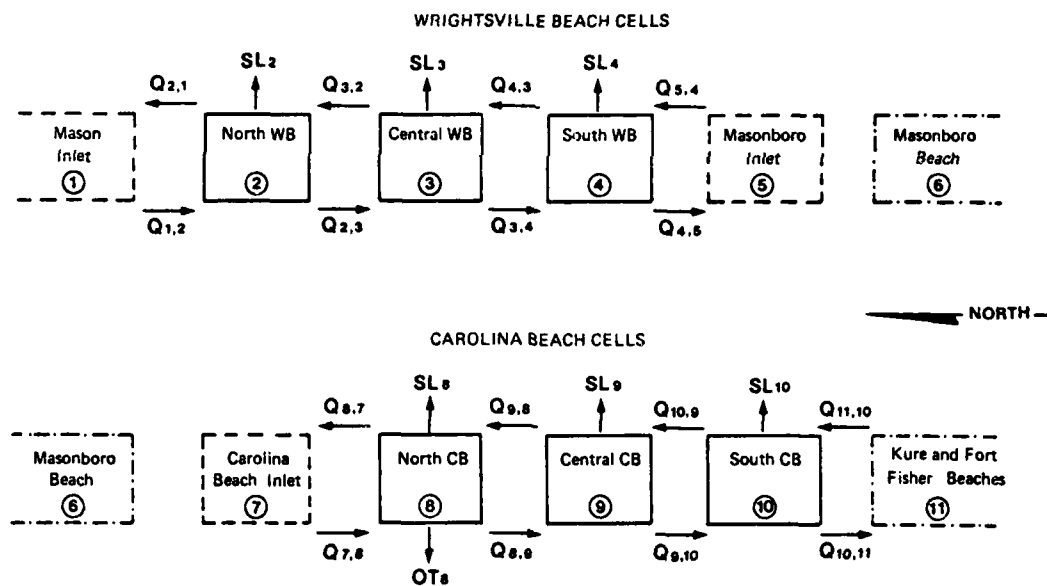 WRIGHTSVILLE BEACH CELLS
SL2 SL3 SL4
Q2,1 Q3,2 Q4,3 Q5,4
Mason Inlet ① North WB ② Central WB ③ South WB ④ Masonboro Inlet ⑤ Masonboro Beach ⑥
Q1,2 Q2,3 Q3,4 Q4,5
NORTH
CAROLINA BEACH CELLS
SL8 SL9 SL10
Q8,7 Q9,8 Q10,9 Q11,10
Masonboro Beach ⑥ Carolina Beach Inlet ⑦ North CB ⑧ Central CB ⑨ South CB ⑩ Kure and Fort Fisher Beaches ⑪
Q7,8 Q8,9 Q9,10 Q10,11
OT8